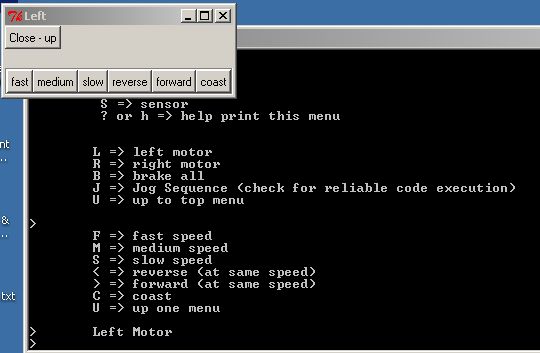 Tk Left
Close - up
fast medium slow reverse forward coast
S => sensor
? or h => help print this menu
L => left motor
R => right motor
B => brake all
J => Jog Sequence (check for reliable code execution)
U => up to top menu
>
F => fast speed
M => medium speed
S => slow speed
< => reverse (at same speed)
> => forward (at same speed)
C => coast
U => up one menu
> Left Motor
>
nt
..
&
..
txt